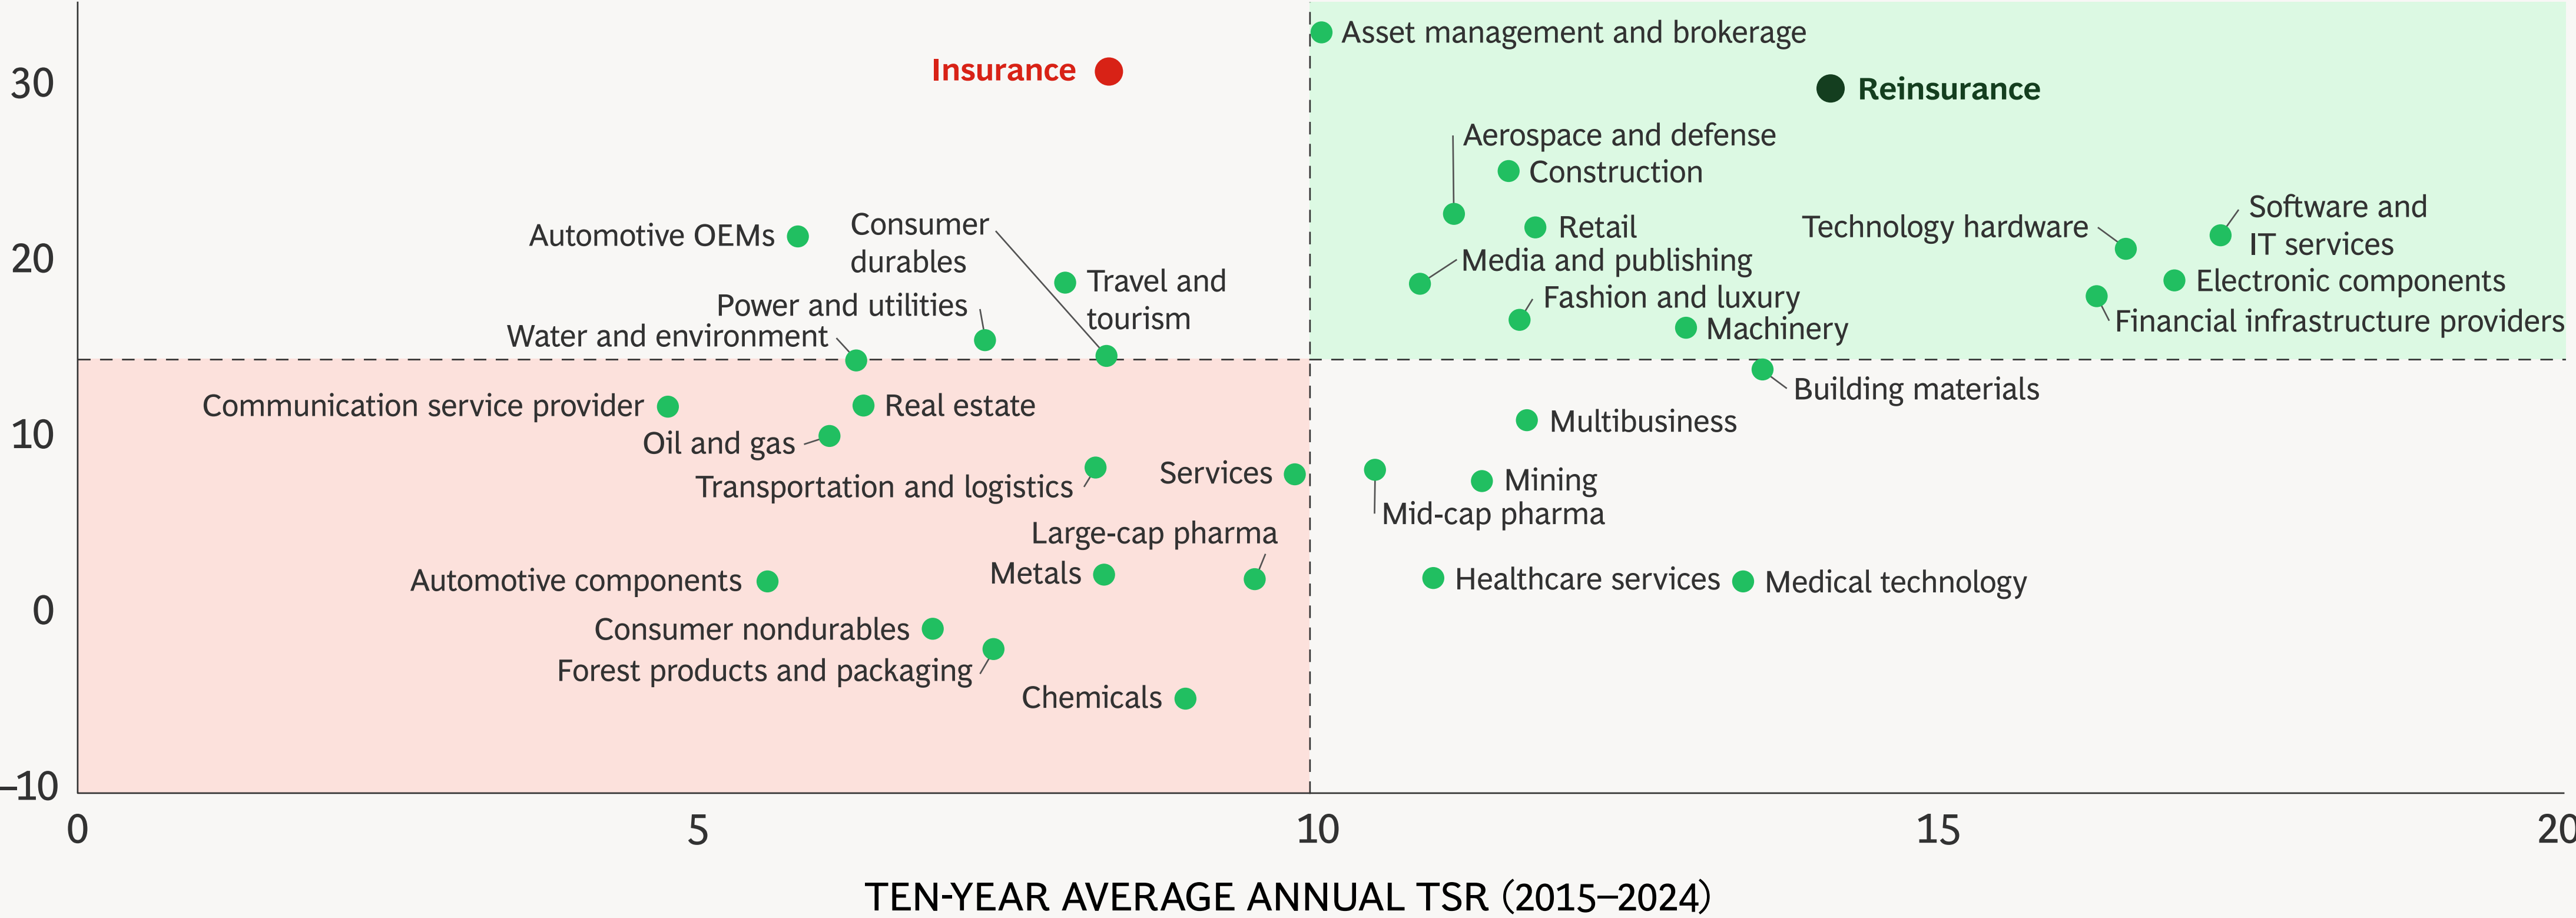 Asset management and brokerage
Insurance
30
Reinsurance
Aerospace and defense
Construction
Software and
IT services
Technology hardware
Retail
Consumer
durables
Automotive OEMs
20
Media and publishing
Travel and
tourism
Electronic components
Fashion and luxury
Power and utilities
Financial infrastructure providers
Machinery
Water and environment
Building materials
Communication service provider
Real estate
Multibusiness
10
Oil and gas
Services
Mining
Transportation and logistics
Mid-cap pharma
Large-cap pharma
Metals
Healthcare services
Automotive components
Medical technology
0
Consumer nondurables
Forest products and packaging
Chemicals
–10
0
5
10
15
20
TEN-YEAR AVERAGE ANNUAL TSR (2015–2024)